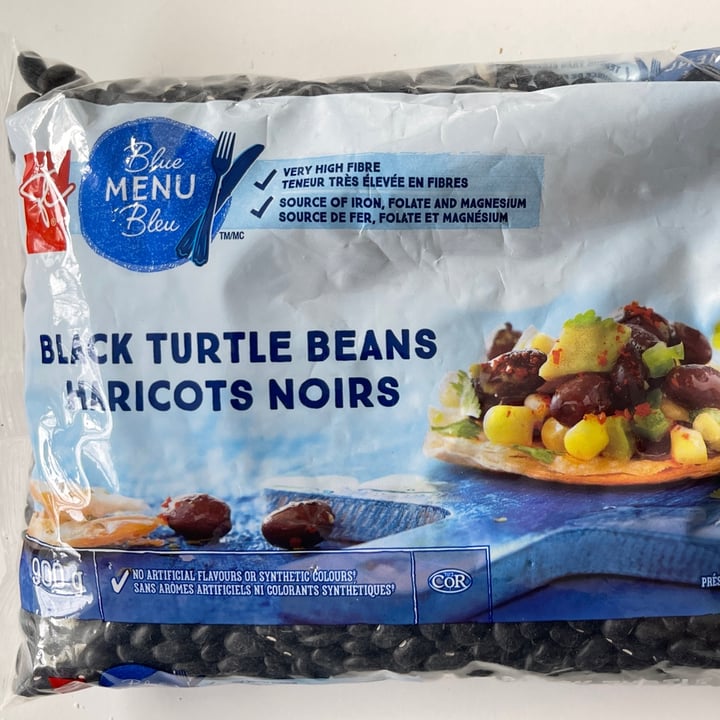 Blue
MENU
Bleu
TM/MC
VERY HIGH FIBRE
TENEUR TRÈS ÉLEVÉE EN FIBRES
SOURCE OF IRON, FOLATE AND MAGNESIUM
SOURCE DE FER, FOLATE ET MAGNÉSIUM
BLACK TURTLE BEANS
HARICOTS NOIRS
900 g
NO ARTIFICIAL FLAVOURS OR SYNTHETIC COLOURS†
SANS ARÔMES ARTIFICIELS NI COLORANTS SYNTHÉTIQUES†
COR